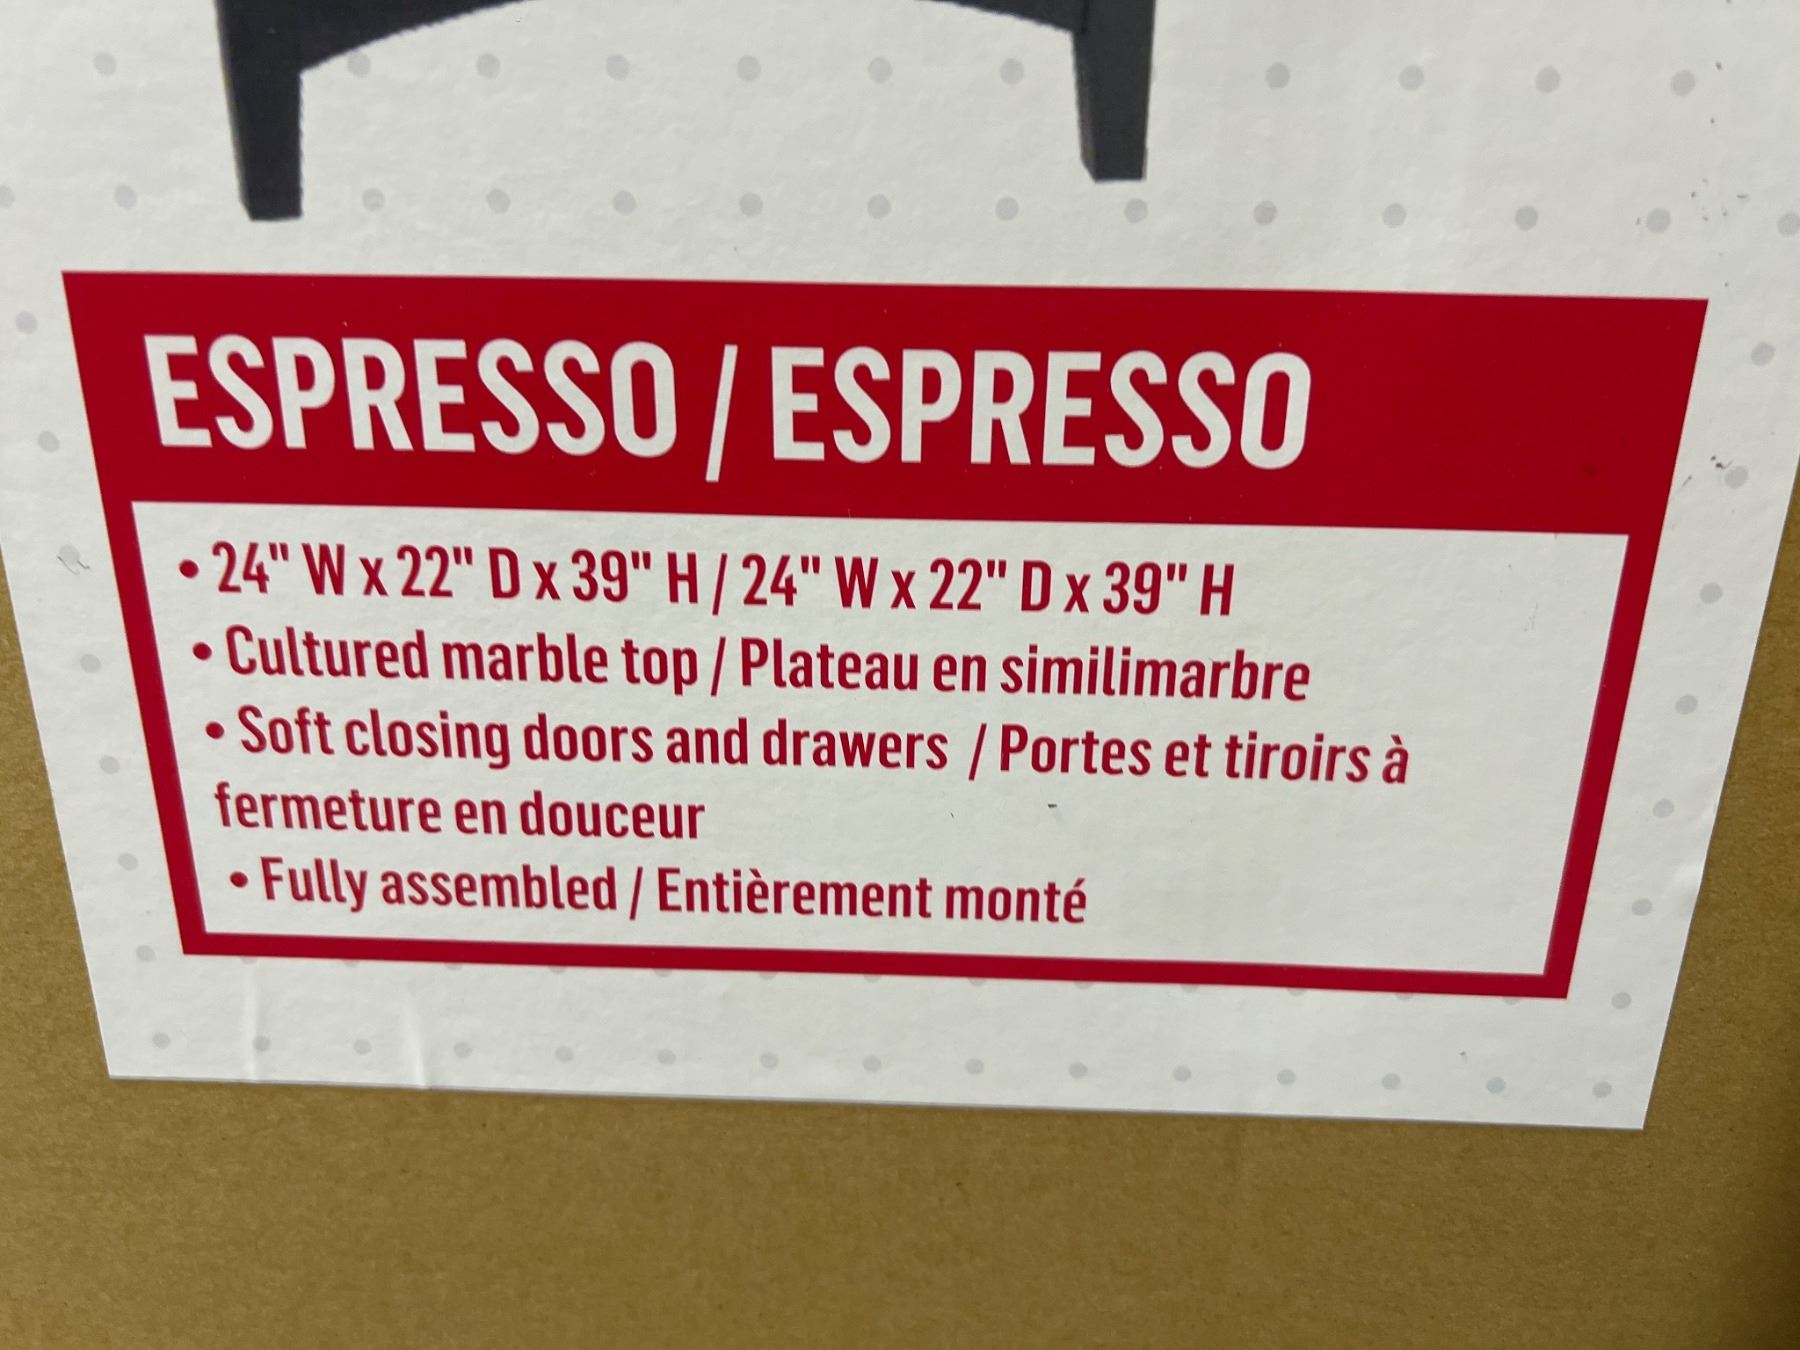 ESPRESSO / ESPRESSO
• 24" W x 22" D x 39" H / 24" W x 22" D x 39" H
• Cultured marble top / Plateau en similimarbre
• Soft closing doors and drawers / Portes et tiroirs à
fermeture en douceur
• Fully assembled / Entièrement monté